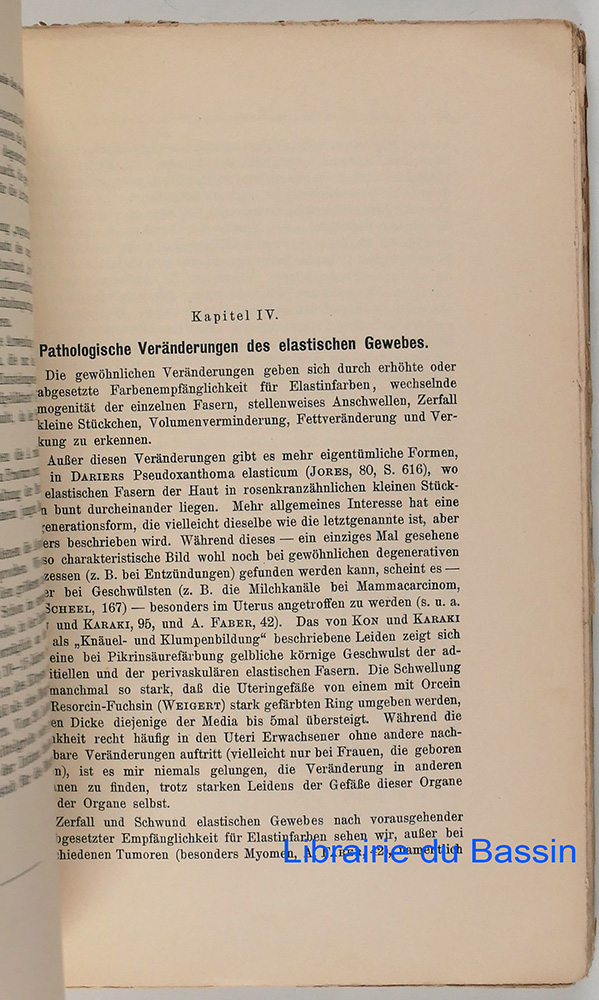 Kapitel IV.
Pathologische Veränderungen des elastischen Gewebes.
Die gewöhnlichen Veränderungen geben sich durch erhöhte oder
abgesetzte Farbenempfänglichkeit für Elastinfarben, wechselnde
mogenität der einzelnen Fasern, stellenweises Anschwellen, Zerfall
kleine Stückchen, Volumenverminderung, Fettveränderung und Ver-
kung zu erkennen.
Außer diesen Veränderungen gibt es mehr eigentümliche Formen,
in DARIERS Pseudoxanthoma elasticum (JORES, 80, S. 616), wo
elastischen Fasern der Haut in rosenkranzähnlichen kleinen Stück-
n bunt durcheinander liegen. Mehr allgemeines Interesse hat eine
generationsform, die vielleicht dieselbe wie die letztgenannte ist, aber
ers beschrieben wird. Während dieses — ein einziges Mal gesehene
so charakteristische Bild wohl noch bei gewöhnlichen degenerativen
zessen (z. B. bei Entzündungen) gefunden werden kann, scheint es —
er bei Geschwülsten (z. B. die Milchkanäle bei Mammacarcinom,
SCHEEL, 167) — besonders im Uterus angetroffen zu werden (s. u. a.
und KARAKI, 95, und A. FABER, 42). Das von KON und KARAKI
als „Knäuel- und Klumpenbildung“ beschriebene Leiden zeigt sich
eine bei Pikrinsäurefärbung gelbliche körnige Geschwulst der ad-
itiellen und der perivaskulären elastischen Fasern. Die Schwellung
manchmal so stark, daß die Uteringefäße von einem mit Orcein
Resorcin-Fuchsin (WEIGERT) stark gefärbten Ring umgeben werden,
en Dicke diejenige der Media bis 5mal übersteigt. Während die
nkheit recht häufig in den Uteri Erwachsener ohne andere nach-
bare Veränderungen auftritt (vielleicht nur bei Frauen, die geboren
n), ist es mir niemals gelungen, die Veränderung in anderen
nen zu finden, trotz starken Leidens der Gefäße dieser Organe
der Organe selbst.
Zerfall und Schwund elastischen Gewebes nach vorausgehender
bgesetzter Empfänglichkeit für Elastinfarben sehen wir, außer bei
chiedenen Tumoren (besonders Myomen, A. FABER, 42), namentlich
Librairie du Bassin